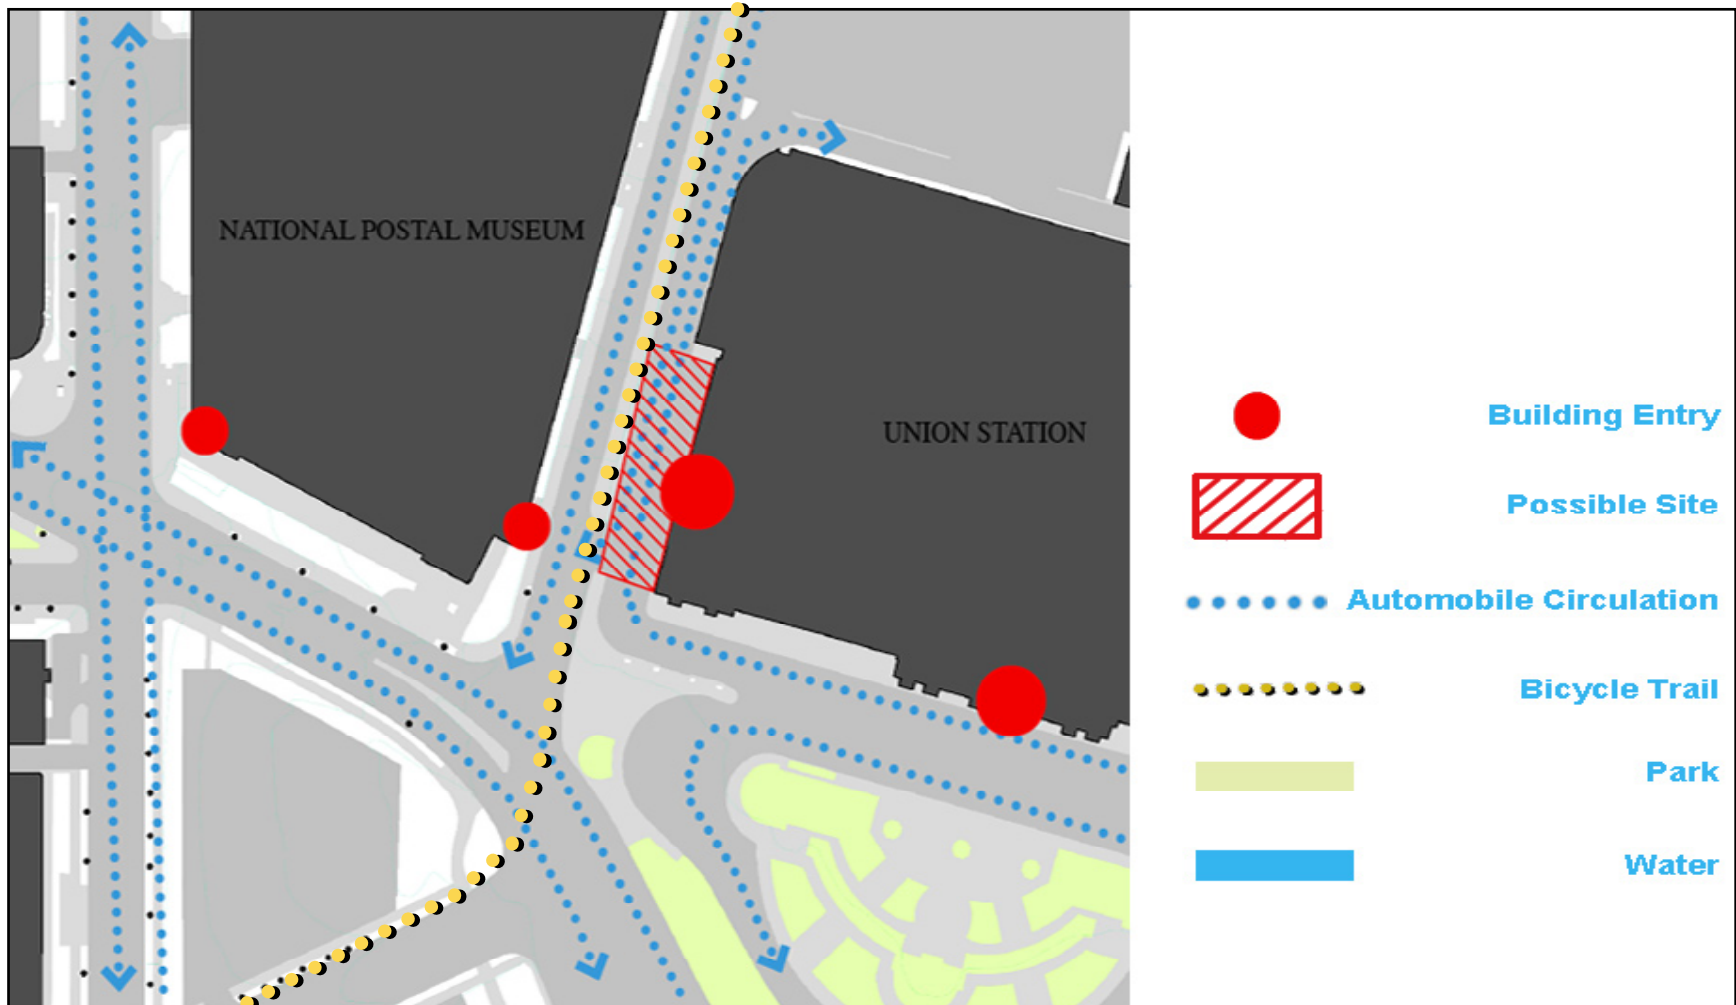 NATIONAL POSTAL MUSEUM
UNION STATION
Building Entry
Possible Site
Automobile Circulation
Bicycle Trail
Park
Water